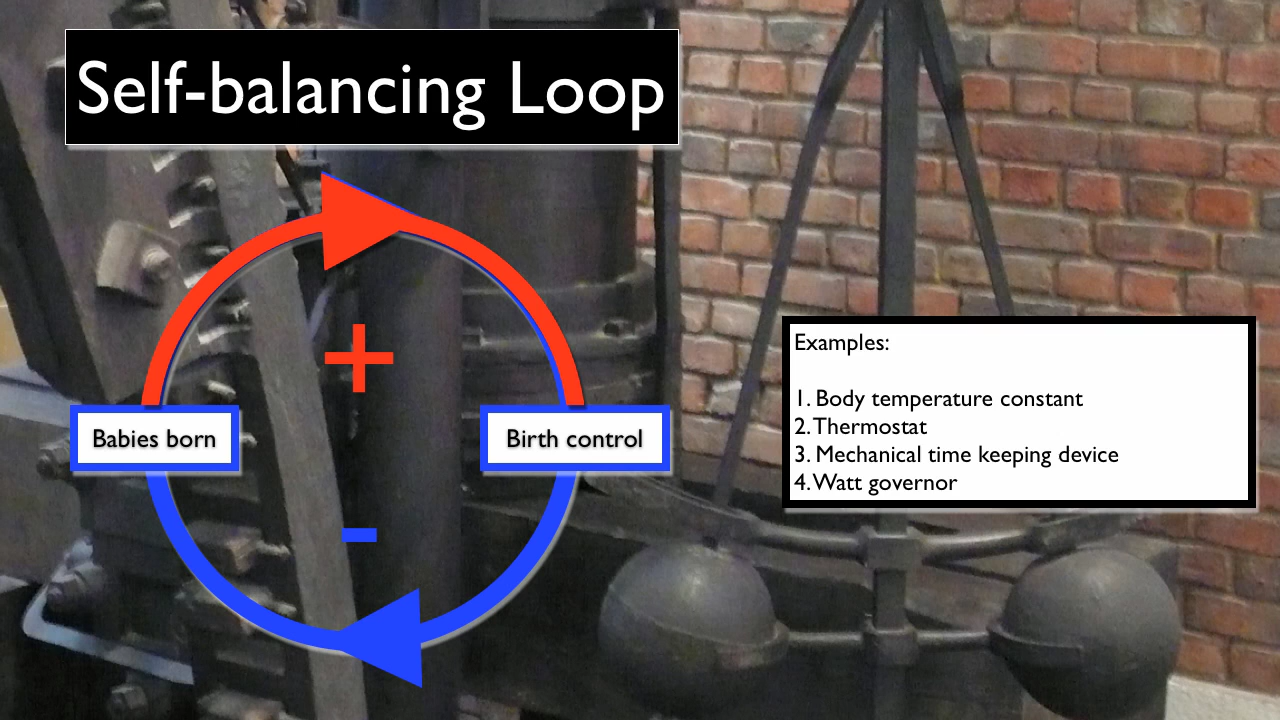 Self-balancing Loop
+
Babies born
Birth control
-
Examples:
1. Body temperature constant
2. Thermostat
3. Mechanical time keeping device
4. Watt governor